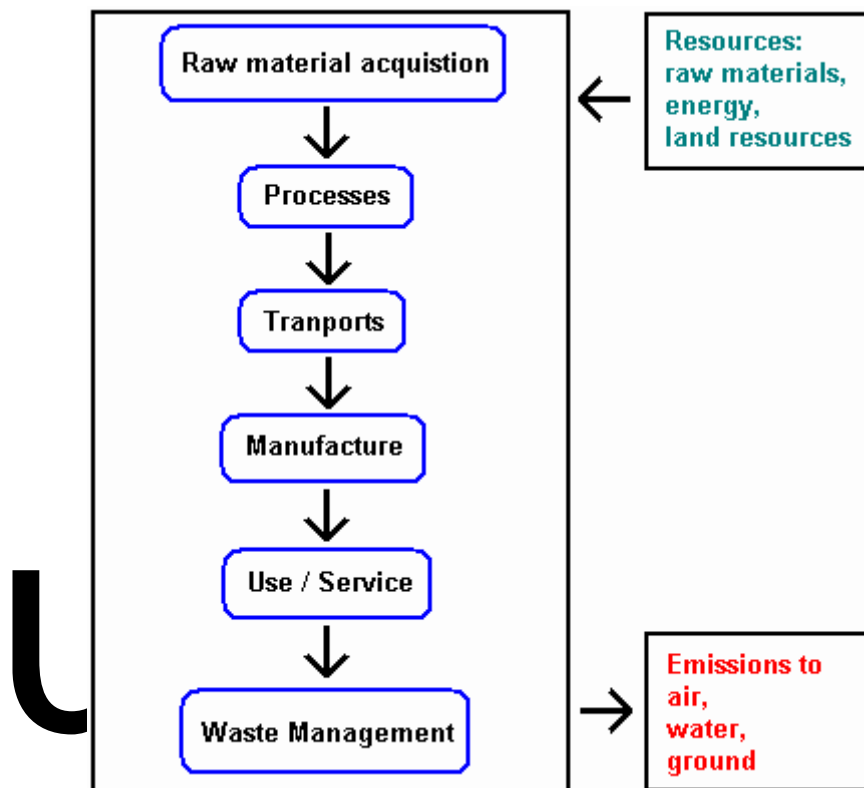 Raw material acquistion
Resources:
raw materials,
energy,
land resources
Processes
Tranports
Manufacture
Use / Service
Waste Management
Emissions to
air,
water,
ground